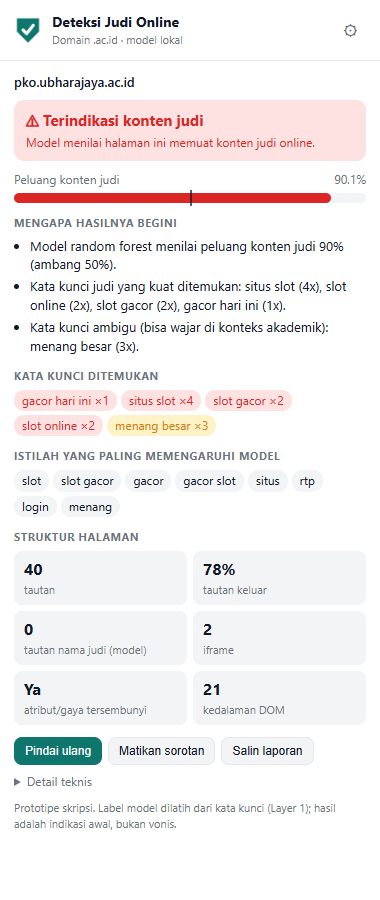 Deteksi Judi Online
Domain .ac.id · model lokal
pko.ubharajaya.ac.id
⚠ Terindikasi konten judi
Model menilai halaman ini memuat konten judi online.
Peluang konten judi 90.1%
MENGAPA HASILNYA BEGINI
• Model random forest menilai peluang konten judi 90%
(ambang 50%).
• Kata kunci judi yang kuat ditemukan: situs slot (4x), slot
online (2x), slot gacor (2x), gacor hari ini (1x).
• Kata kunci ambigu (bisa wajar di konteks akademik):
menang besar (3x).
KATA KUNCI DITEMUKAN
gacor hari ini ×1 situs slot ×4 slot gacor ×2
slot online ×2 menang besar ×3
ISTILAH YANG PALING MEMENGARUHI MODEL
slot slot gacor gacor gacor slot situs rtp
login menang
STRUKTUR HALAMAN
40 78%
tautan tautan keluar
0 2
tautan nama judi (model) iframe
Ya 21
atribut/gaya tersembunyi kedalaman DOM
Pindai ulang Matikan sorotan Salin laporan
▶ Detail teknis
Prototipe skripsi. Label model dilatih dari kata kunci (Layer 1); hasil
adalah indikasi awal, bukan vonis.